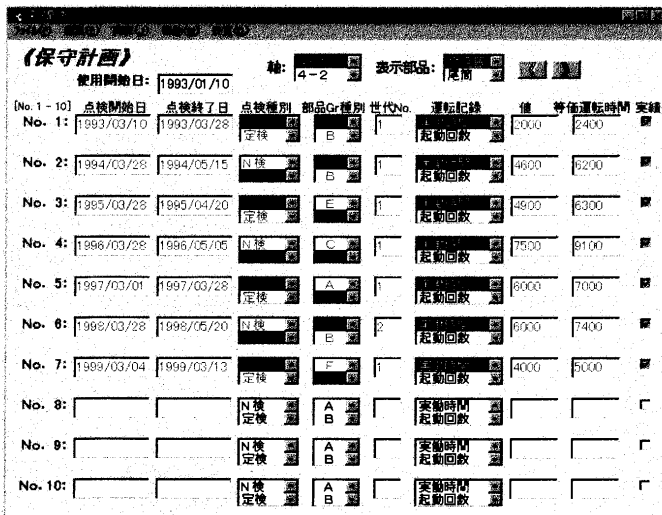 《保守計画》
使用開始日: 1993/01/10 軸: 4-2 表示部品: 尾筒
[No. 1 - 10] 点検開始日 点検終了日 点検種別 部品Gr種別 世代No. 運転記録 値 等価運転時間 実績
No. 1: 1993/03/10 1993/03/28 定検 B 1 起動回数 2000 2400
No. 2: 1994/03/28 1994/05/15 N検 B 1 起動回数 4600 6200
No. 3: 1995/03/28 1995/04/20 定検 E 1 起動回数 4900 6300
No. 4: 1996/03/28 1996/05/05 N検 C 1 起動回数 7500 9100
No. 5: 1997/03/01 1997/03/28 定検 A 1 起動回数 6000 7000
No. 6: 1998/03/28 1998/05/20 N検 B 2 起動回数 6000 7400
No. 7: 1999/03/04 1999/03/13 定検 F 1 起動回数 4000 5000
No. 8: N検 A 実働時間
定検 B 起動回数
No. 9: N検 A 実働時間
定検 B 起動回数
No. 10: N検 A 実働時間
定検 B 起動回数